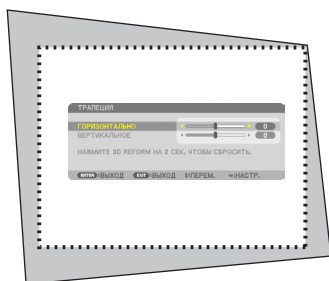 ТРАПЕЦИЯ
ГОРИЗОНТАЛЬНО 0
ВЕРТИКАЛЬНОЕ 0
НАЖМИТЕ 3D REFORM НА 2 СЕК, ЧТОБЫ СБРОСИТЬ.
ENTER:ВЫХОД EXIT:ВЫХОД ↕:ПЕРЕМ. ↔:НАСТР.